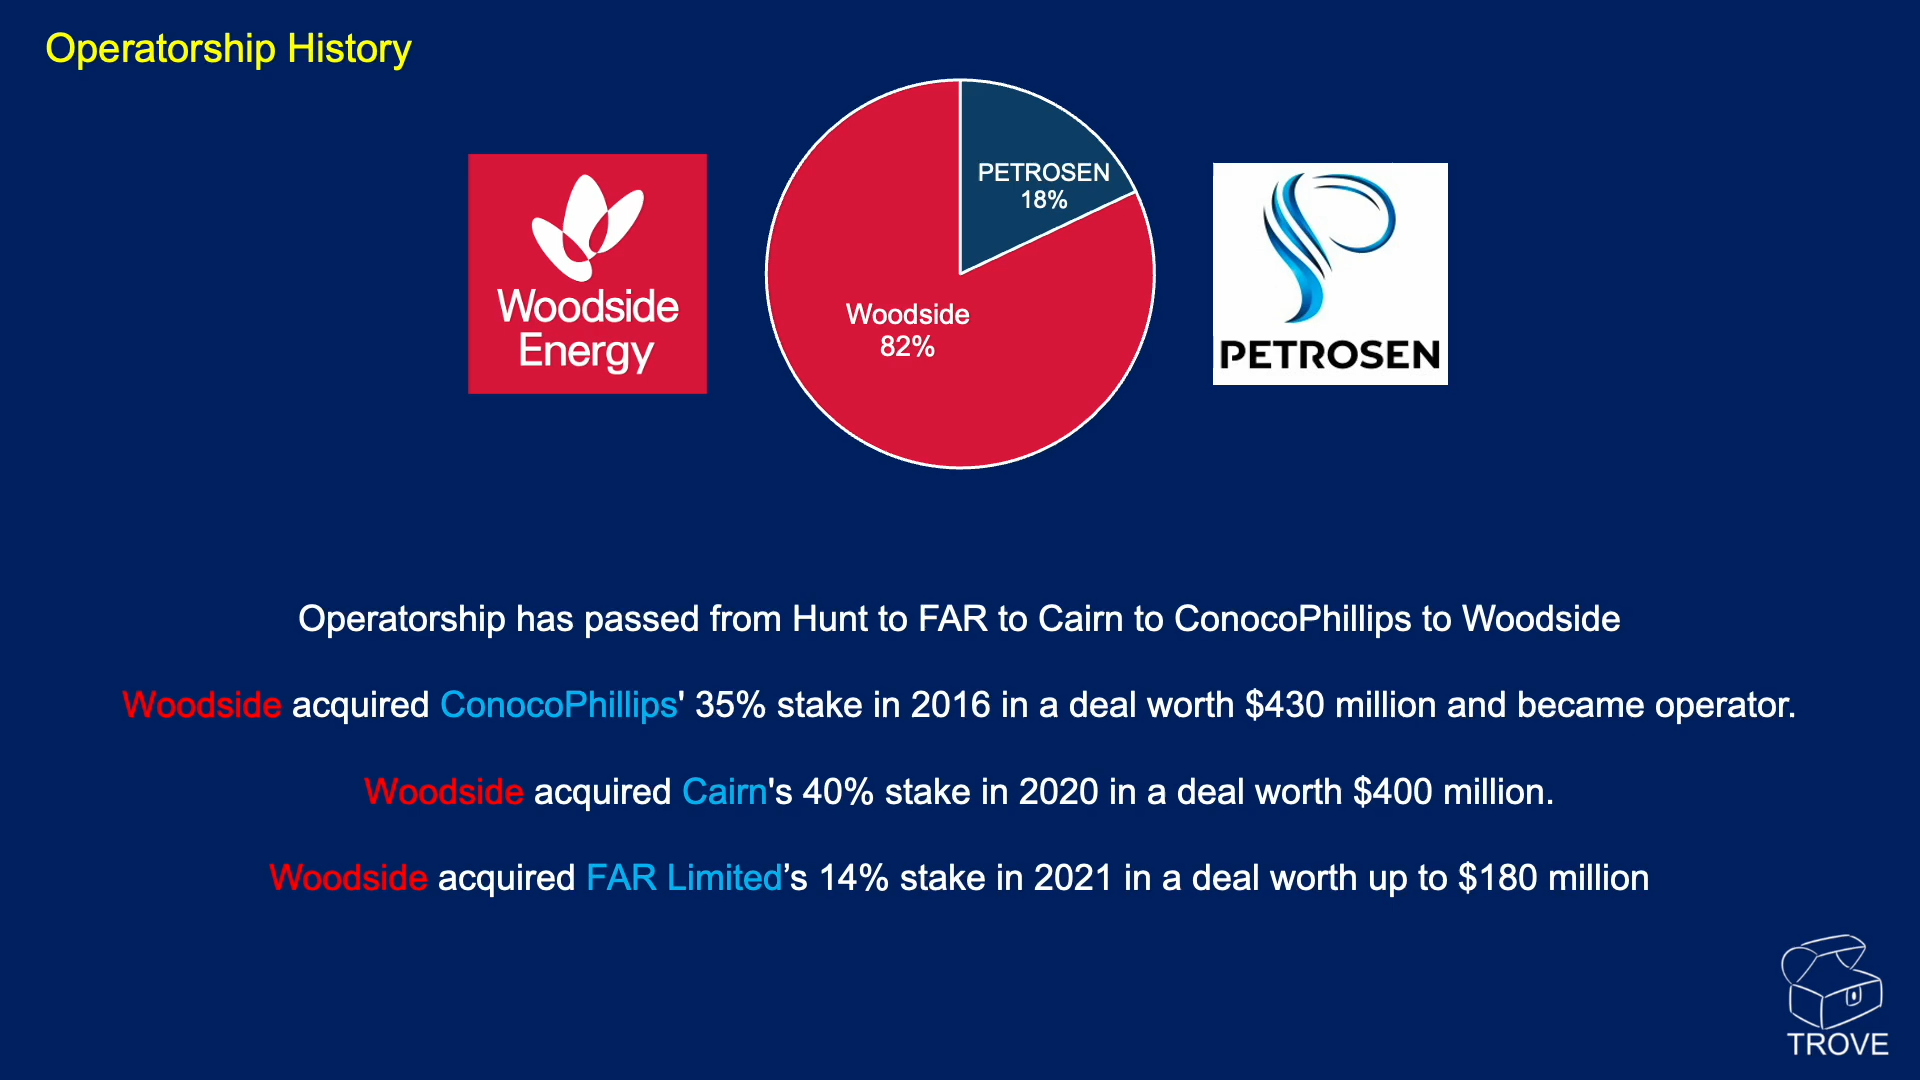 Operatorship History
PETROSEN
18%
Woodside
Energy
Woodside
82%
PETROSEN
Operatorship has passed from Hunt to FAR to Cairn to ConocoPhillips to Woodside
Woodside acquired ConocoPhillips' 35% stake in 2016 in a deal worth $430 million and became operator.
Woodside acquired Cairn's 40% stake in 2020 in a deal worth $400 million.
Woodside acquired FAR Limited’s 14% stake in 2021 in a deal worth up to $180 million
TROVE